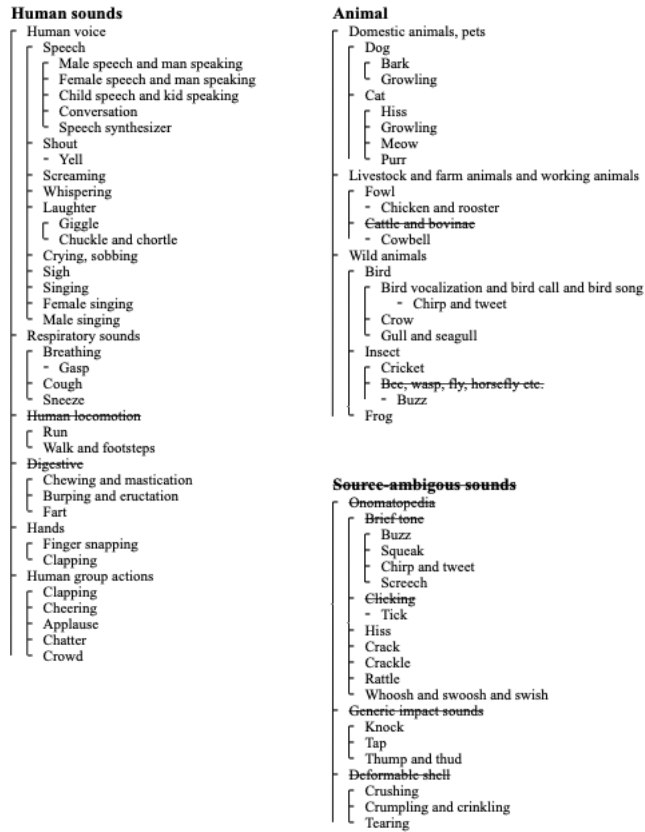 Human sounds
Human voice
Speech
Male speech and man speaking
Female speech and man speaking
Child speech and kid speaking
Conversation
Speech synthesizer
Shout
- Yell
Screaming
Whispering
Laughter
Giggle
Chuckle and chortle
Crying, sobbing
Sigh
Singing
Female singing
Male singing
Respiratory sounds
Breathing
- Gasp
Cough
Sneeze
Human locomotion
Run
Walk and footsteps
Digestive
Chewing and mastication
Burping and eructation
Fart
Hands
Finger snapping
Clapping
Human group actions
Clapping
Cheering
Applause
Chatter
Crowd
Animal
Domestic animals, pets
Dog
Bark
Growling
Cat
Hiss
Growling
Meow
Purr
Livestock and farm animals and working animals
Fowl
- Chicken and rooster
Cattle and bovinae
- Cowbell
Wild animals
Bird
Bird vocalization and bird call and bird song
- Chirp and tweet
Crow
Gull and seagull
Insect
Cricket
Bee, wasp, fly, horsefly etc.
- Buzz
Frog
Source-ambigous sounds
Onomatopedia
Brief tone
Buzz
Squeak
Chirp and tweet
Screech
Clicking
- Tick
Hiss
Crack
Crackle
Rattle
Whoosh and swoosh and swish
Generic impact sounds
Knock
Tap
Thump and thud
Deformable shell
Crushing
Crumpling and crinkling
Tearing